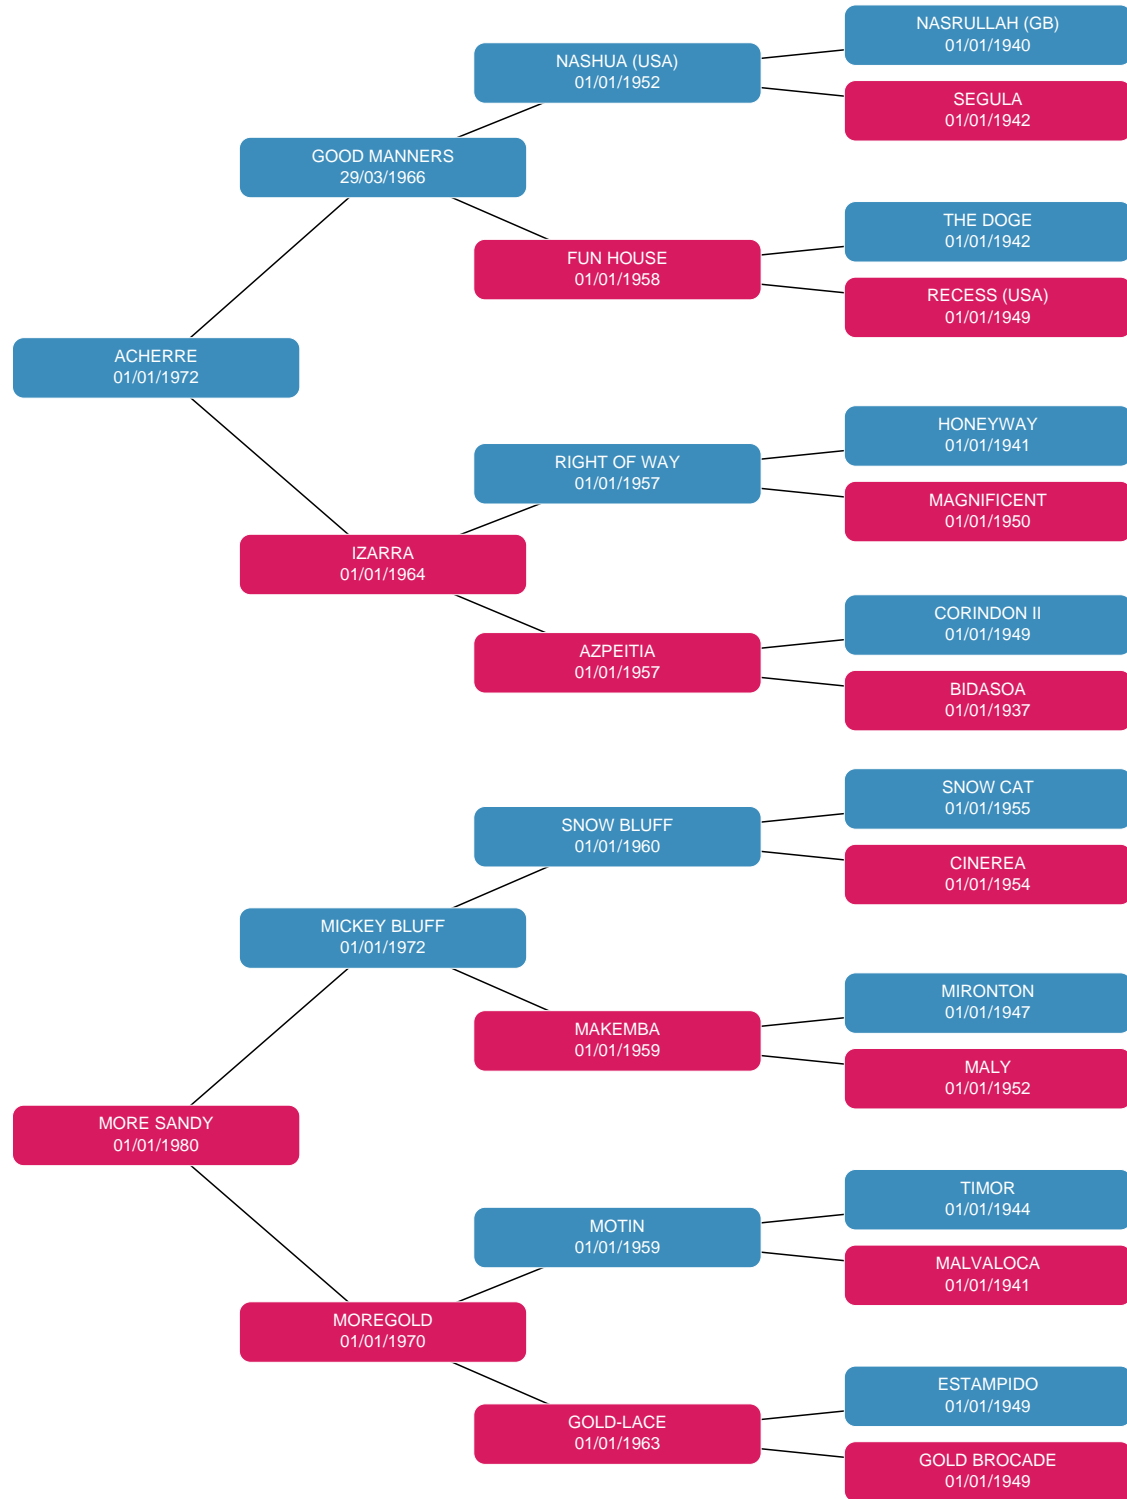 NASRULLAH (GB)
01/01/1940
NASHUA (USA)
01/01/1952
SEGULA
01/01/1942
GOOD MANNERS
29/03/1966
THE DOGE
01/01/1942
FUN HOUSE
01/01/1958
RECESS (USA)
01/01/1949
ACHERRE
01/01/1972
HONEYWAY
01/01/1941
RIGHT OF WAY
01/01/1957
MAGNIFICENT
01/01/1950
IZARRA
01/01/1964
CORINDON II
01/01/1949
AZPEITIA
01/01/1957
BIDASOA
01/01/1937
SNOW CAT
01/01/1955
SNOW BLUFF
01/01/1960
CINEREA
01/01/1954
MICKEY BLUFF
01/01/1972
MIRONTON
01/01/1947
MAKEMBA
01/01/1959
MALY
01/01/1952
MORE SANDY
01/01/1980
TIMOR
01/01/1944
MOTIN
01/01/1959
MALVALOCA
01/01/1941
MOREGOLD
01/01/1970
ESTAMPIDO
01/01/1949
GOLD-LACE
01/01/1963
GOLD BROCADE
01/01/1949